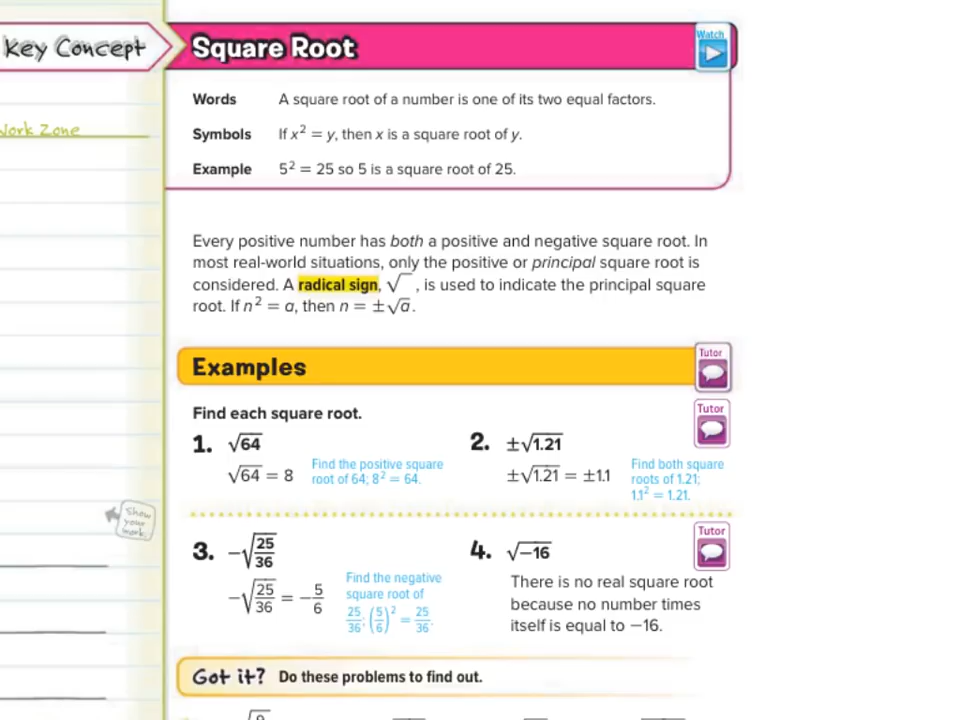 Key Concept
Square Root
Watch
Work Zone
Words A square root of a number is one of its two equal factors.
Symbols If x² = y, then x is a square root of y.
Example 5² = 25 so 5 is a square root of 25.
Every positive number has both a positive and negative square root. In
most real-world situations, only the positive or principal square root is
considered. A radical sign, √‾, is used to indicate the principal square
root. If n² = a, then n = ±√a.
Examples
Tutor
Find each square root.
Tutor
1. √64
√64 = 8 Find the positive square
root of 64; 8² = 64.
2. ±√1.21
±√1.21 = ±1.1 Find both square
roots of 1.21;
1.1² = 1.21.
Show
your
work.
3. −√(25/36)
−√(25/36) = −5/6 Find the negative
square root of
25/36; (5/6)² = 25/36.
Tutor
4. √−16
There is no real square root
because no number times
itself is equal to −16.
Got it? Do these problems to find out.